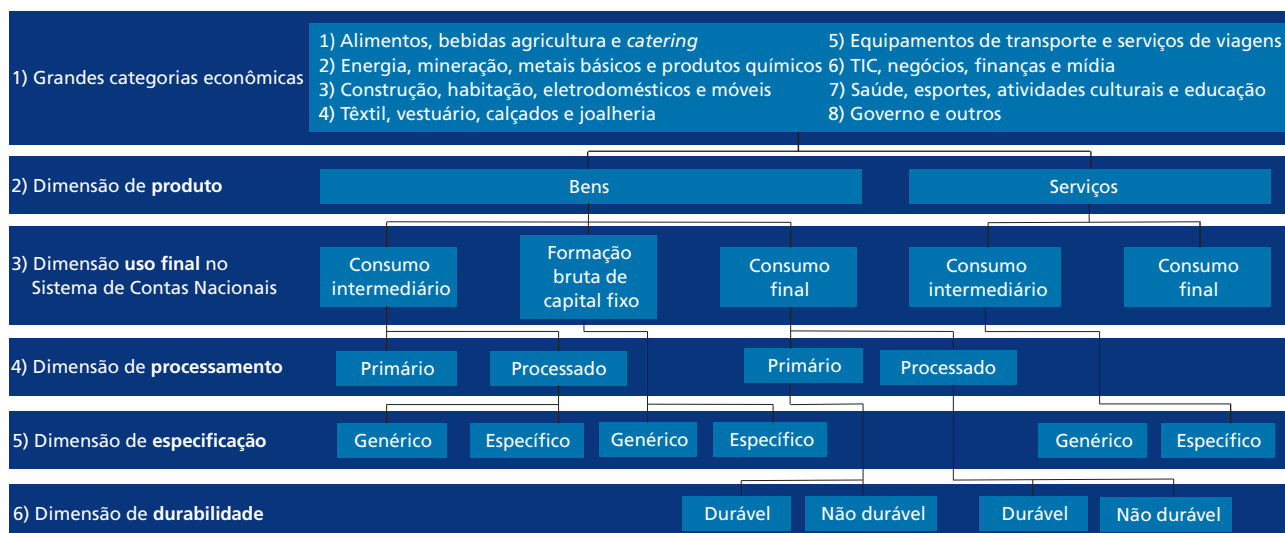 1) Grandes categorias econômicas
1) Alimentos, bebidas agricultura e catering
2) Energia, mineração, metais básicos e produtos químicos
3) Construção, habitação, eletrodomésticos e móveis
4) Têxtil, vestuário, calçados e joalheria
5) Equipamentos de transporte e serviços de viagens
6) TIC, negócios, finanças e mídia
7) Saúde, esportes, atividades culturais e educação
8) Governo e outros
2) Dimensão de produto
Bens
Serviços
3) Dimensão uso final no
Sistema de Contas Nacionais
Consumo
intermediário
Formação
bruta de
capital fixo
Consumo
final
Consumo
intermediário
Consumo
final
4) Dimensão de processamento
Primário
Processado
Primário
Processado
5) Dimensão de especificação
Genérico
Específico
Genérico
Específico
Genérico
Específico
6) Dimensão de durabilidade
Durável
Não durável
Durável
Não durável